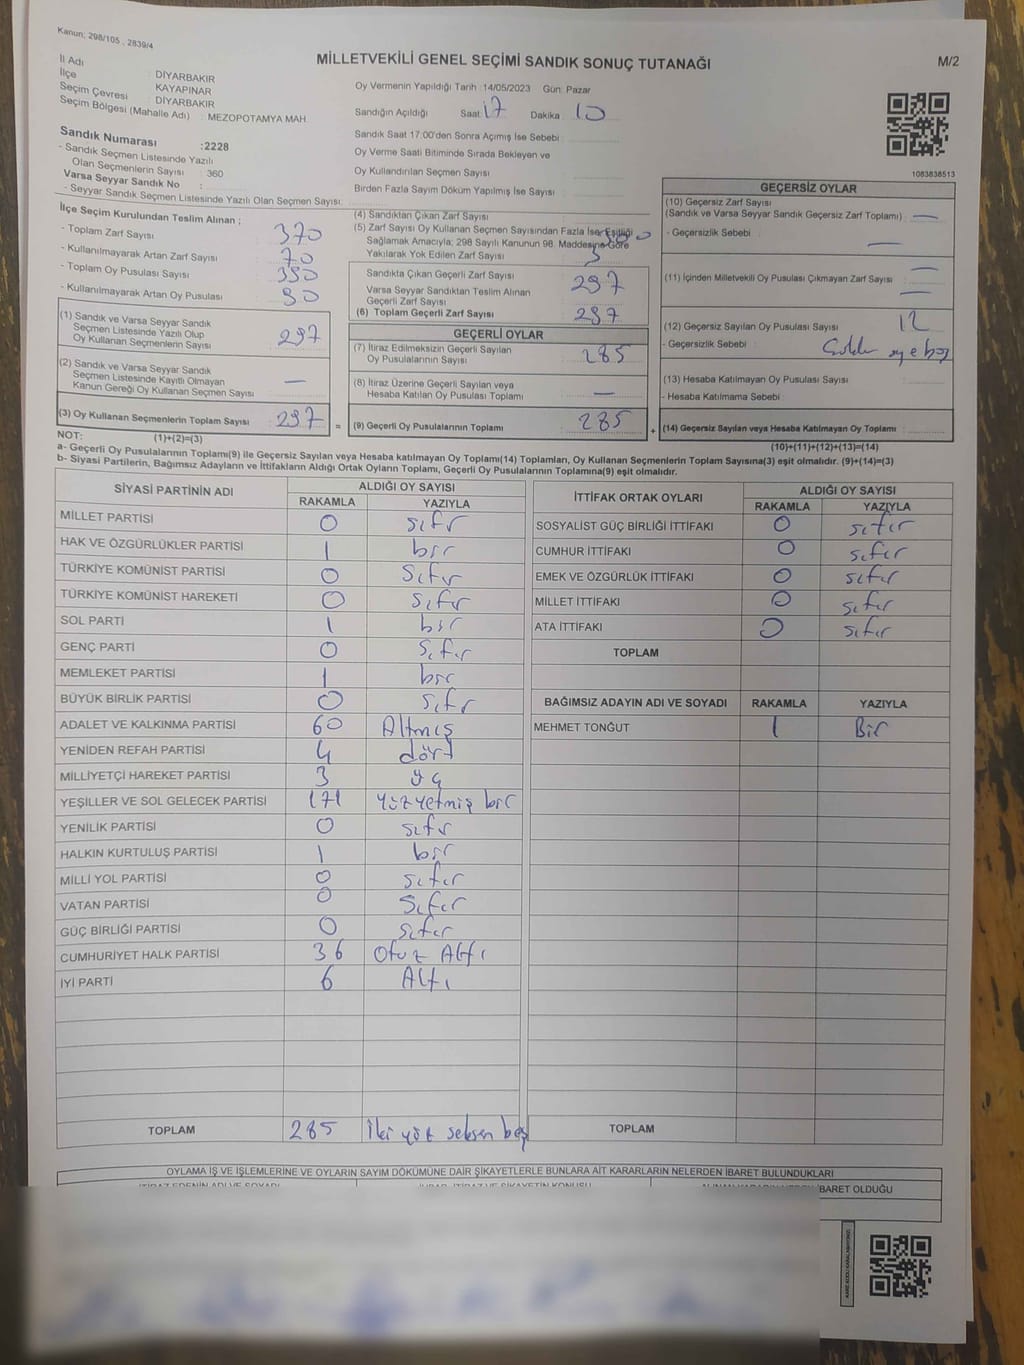 Kanun; 298/105 , 2839/4
MİLLETVEKİLİ GENEL SEÇİMİ SANDIK SONUÇ TUTANAĞI
M/2
İl Adı : DİYARBAKIR
İlçe : KAYAPINAR
Seçim Çevresi : DİYARBAKIR
Seçim Bölgesi (Mahalle Adı) : MEZOPOTAMYA MAH.
Sandık Numarası :2228
- Sandık Seçmen Listesinde Yazılı
Olan Seçmenlerin Sayısı : 360
Varsa Seyyar Sandık No :
- Seyyar Sandık Seçmen Listesinde Yazılı Olan Seçmen Sayısı:
Oy Vermenin Yapıldığı Tarih :14/05/2023 Gün: Pazar
Sandığın Açıldığı Saat 17 Dakika 10
Sandık Saat 17:00'den Sonra Açımış İse Sebebi :
Oy Verme Saati Bitiminde Sırada Bekleyen ve
Oy Kullandırılan Seçmen Sayısı :
Birden Fazla Sayım Döküm Yapılmış İse Sayısı :
1083838513
İlçe Seçim Kurulundan Teslim Alınan ;
- Toplam Zarf Sayısı : 370
- Kullanılmayarak Artan Zarf Sayısı : 70
- Toplam Oy Pusulası Sayısı :
- Kullanılmayarak Artan Oy Pusulası : 90
(1) Sandık ve Varsa Seyyar Sandık
Seçmen Listesinde Yazılı Olup
Oy Kullanan Seçmenlerin Sayısı : 297
(2) Sandık ve Varsa Seyyar Sandık
Seçmen Listesinde Kayıtlı Olmayan
Kanun Gereği Oy Kullanan Seçmen Sayısı : —
(3) Oy Kullanan Seçmenlerin Toplam Sayısı : 297 =
(4) Sandıktan Çıkan Zarf Sayısı :
(5) Zarf Sayısı Oy Kullanan Seçmen Sayısından Fazla İse, Eşitliği
Sağlamak Amacıyla; 298 Sayılı Kanunun 98. Maddesine Göre
Yakılarak Yok Edilen Zarf Sayısı : 3
Sandıkta Çıkan Geçerli Zarf Sayısı : 297
Varsa Seyyar Sandıktan Teslim Alınan
Geçerli Zarf Sayısı :
(6) Toplam Geçerli Zarf Sayısı : 297
GEÇERLİ OYLAR
(7) İtiraz Edilmeksizin Geçerli Sayılan
Oy Pusulalarının Sayısı : 285
(8) İtiraz Üzerine Geçerli Sayılan veya
Hesaba Katılan Oy Pusulası Toplamı : —
(9) Geçerli Oy Pusulalarının Toplamı : 285 +
GEÇERSİZ OYLAR
(10) Geçersiz Zarf Sayısı
(Sandık ve Varsa Seyyar Sandık Geçersiz Zarf Toplamı) : —
- Geçersizlik Sebebi : —
(11) İçinden Milletvekili Oy Pusulası Çıkmayan Zarf Sayısı : —
(12) Geçersiz Sayılan Oy Pusulası Sayısı : 12
- Geçersizlik Sebebi :
(13) Hesaba Katılmayan Oy Pusulası Sayısı :
- Hesaba Katılmama Sebebi :
(14) Geçersiz Sayılan veya Hesaba Katılmayan Oy Toplamı :
NOT: (1)+(2)=(3)
(10)+(11)+(12)+(13)=(14)
a- Geçerli Oy Pusulasının Toplamı(9) ile Geçersiz Sayılan veya Hesaba katılmayan Oy Toplamı(14) Toplamları, Oy Kullanan Seçmenlerin Toplam Sayısına(3) eşit olmalıdır. (9)+(14)=(3)
b- Siyasi Partilerin, Bağımsız Adayların ve İttifakların Aldığı Ortak Oyların Toplamı, Geçerli Oy Pusulasının Toplamına(9) eşit olmalıdır.
SİYASİ PARTİNİN ADI ALDIĞI OY SAYISI
RAKAMLA YAZIYLA
MİLLET PARTİSİ 0 sıfır
HAK VE ÖZGÜRLÜKLER PARTİSİ 1 bir
TÜRKİYE KOMÜNİST PARTİSİ 0 sıfır
TÜRKİYE KOMÜNİST HAREKETİ 0 sıfır
SOL PARTİ 1 bir
GENÇ PARTİ 0 sıfır
MEMLEKET PARTİSİ 1 bir
BÜYÜK BİRLİK PARTİSİ 0 sıfır
ADALET VE KALKINMA PARTİSİ 60 Altmış
YENİDEN REFAH PARTİSİ 4 dört
MİLLİYETÇİ HAREKET PARTİSİ 3 üç
YEŞİLLER VE SOL GELECEK PARTİSİ 171 yüz yetmiş bir
YENİLİK PARTİSİ 0 sıfır
HALKIN KURTULUŞ PARTİSİ 1 bir
MİLLİ YOL PARTİSİ 0 sıfır
VATAN PARTİSİ 0 sıfır
GÜÇ BİRLİĞİ PARTİSİ 0 sıfır
CUMHURİYET HALK PARTİSİ 36 Otuz Altı
İYİ PARTİ 6 Altı
TOPLAM 285 İki yüz seksen beş
İTTİFAK ORTAK OYLARI ALDIĞI OY SAYISI
RAKAMLA YAZIYLA
SOSYALİST GÜÇ BİRLİĞİ İTTİFAKI 0 sıfır
CUMHUR İTTİFAKI 0 sıfır
EMEK VE ÖZGÜRLÜK İTTİFAKI 0 sıfır
MİLLET İTTİFAKI 0 sıfır
ATA İTTİFAKI 0 sıfır
TOPLAM
BAĞIMSIZ ADAYIN ADI VE SOYADI RAKAMLA YAZIYLA
MEHMET TONĞUT 1 Bir
TOPLAM
OYLAMA İŞ VE İŞLEMLERİNE VE OYLARIN SAYIM DÖKÜMÜNE DAİR ŞİKAYETLERLE BUNLARA AİT KARARLARIN NELERDEN İBARET BULUNDUKLARI
İTİRAZ EDENİN ADI VE SOYADI İHBAR, İTİRAZ VE ŞİKAYETİN KONUSU İBARET OLDUĞU